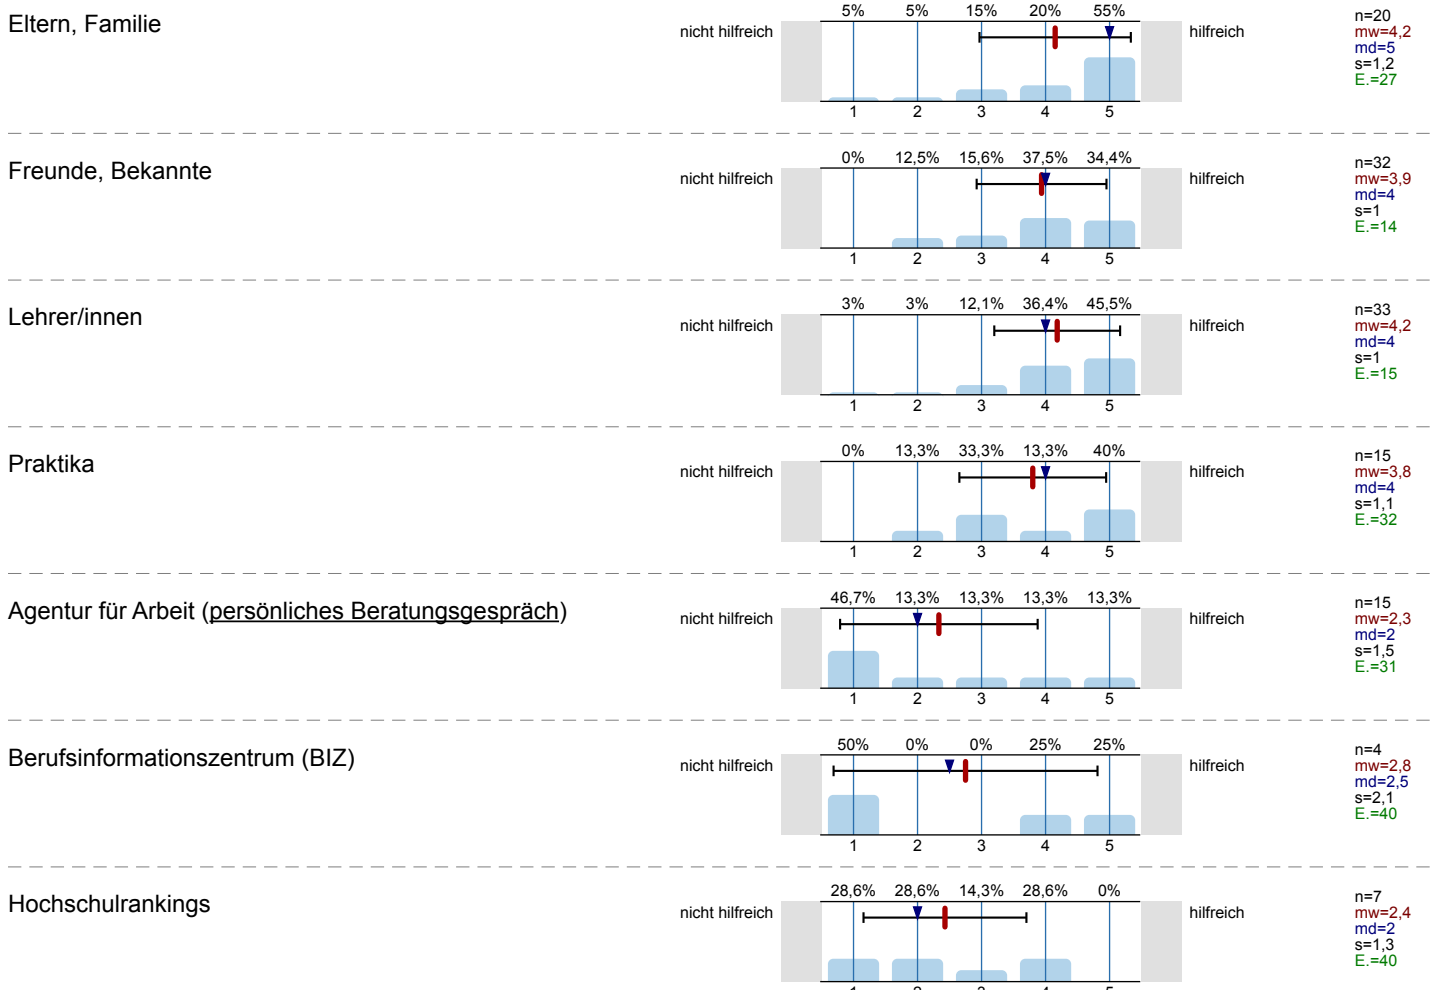 Eltern, Familie
nicht hilfreich
5% 5% 15% 20% 55%
hilfreich
1 2 3 4 5
n=20
mw=4,2
md=5
s=1,2
E.=27
Freunde, Bekannte
nicht hilfreich
0% 12,5% 15,6% 37,5% 34,4%
hilfreich
1 2 3 4 5
n=32
mw=3,9
md=4
s=1
E.=14
Lehrer/innen
nicht hilfreich
3% 3% 12,1% 36,4% 45,5%
hilfreich
1 2 3 4 5
n=33
mw=4,2
md=4
s=1
E.=15
Praktika
nicht hilfreich
0% 13,3% 33,3% 13,3% 40%
hilfreich
1 2 3 4 5
n=15
mw=3,8
md=4
s=1,1
E.=32
Agentur für Arbeit (persönliches Beratungsgespräch)
nicht hilfreich
46,7% 13,3% 13,3% 13,3% 13,3%
hilfreich
1 2 3 4 5
n=15
mw=2,3
md=2
s=1,5
E.=31
Berufsinformationszentrum (BIZ)
nicht hilfreich
50% 0% 0% 25% 25%
hilfreich
1 2 3 4 5
n=4
mw=2,8
md=2,5
s=2,1
E.=40
Hochschulrankings
nicht hilfreich
28,6% 28,6% 14,3% 28,6% 0%
hilfreich
1 2 3 4 5
n=7
mw=2,4
md=2
s=1,3
E.=40